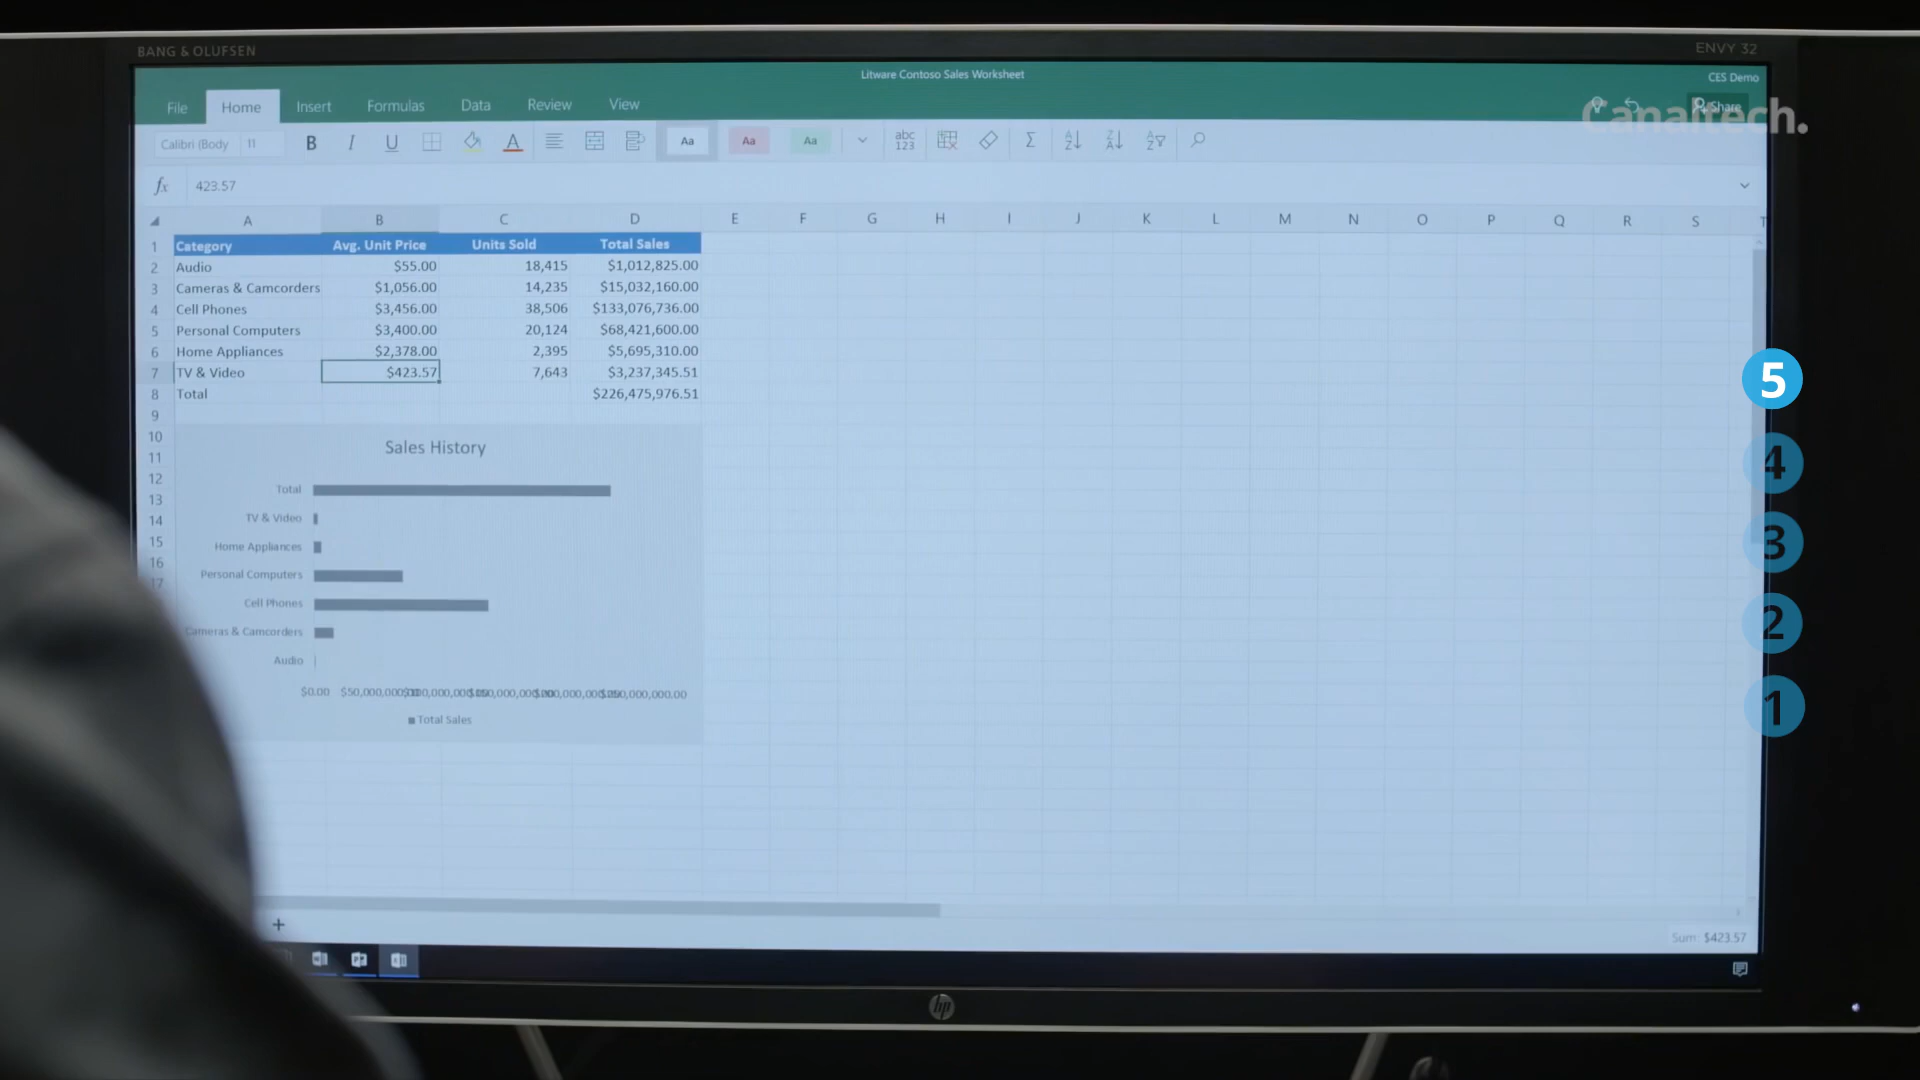 BANG & OLUFSEN
ENVY 32
Litware Contoso Sales Worksheet
CES Demo
File Home Insert Formulas Data Review View
Share
Canaltech.
Calibri (Body 11 B I U A Aa Aa Aa abc 123 Σ
fx 423.57
A B C D E F G H I J K L M N O P Q R S T
1 Category Avg. Unit Price Units Sold Total Sales
2 Audio $55.00 18,415 $1,012,825.00
3 Cameras & Camcorders $1,056.00 14,235 $15,032,160.00
4 Cell Phones $3,456.00 38,506 $133,076,736.00
5 Personal Computers $3,400.00 20,124 $68,421,600.00
6 Home Appliances $2,378.00 2,395 $5,695,310.00
7 TV & Video $423.57 7,643 $3,237,345.51
8 Total $226,475,976.51
9
10
11
12
13
14
15
16
17
Sales History
Total
TV & Video
Home Appliances
Personal Computers
Cell Phones
Cameras & Camcorders
Audio
$0.00
Total Sales
5
4
3
2
1
Sum: $423.57
hp